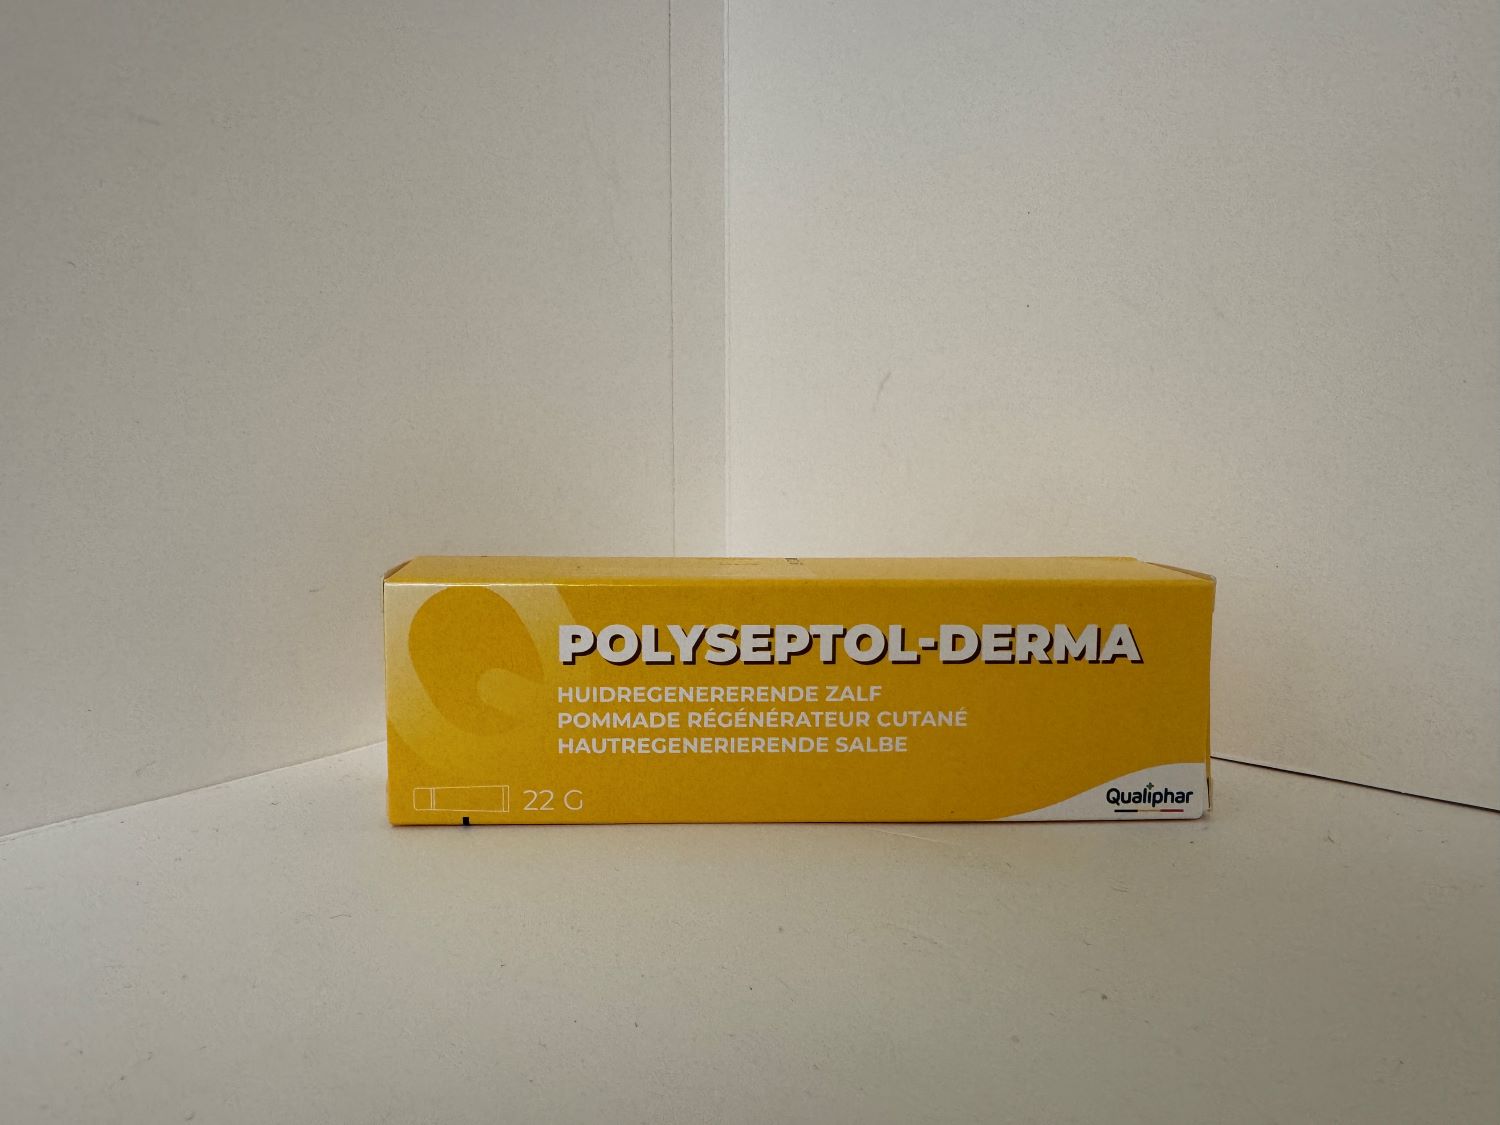 POLYSEPTOL-DERMA
HUIDREGENERERENDE ZALF
POMMADE RÉGÉNÉRATEUR CUTANÉ
HAUTREGENERIERENDE SALBE
22 G
Qualiphar